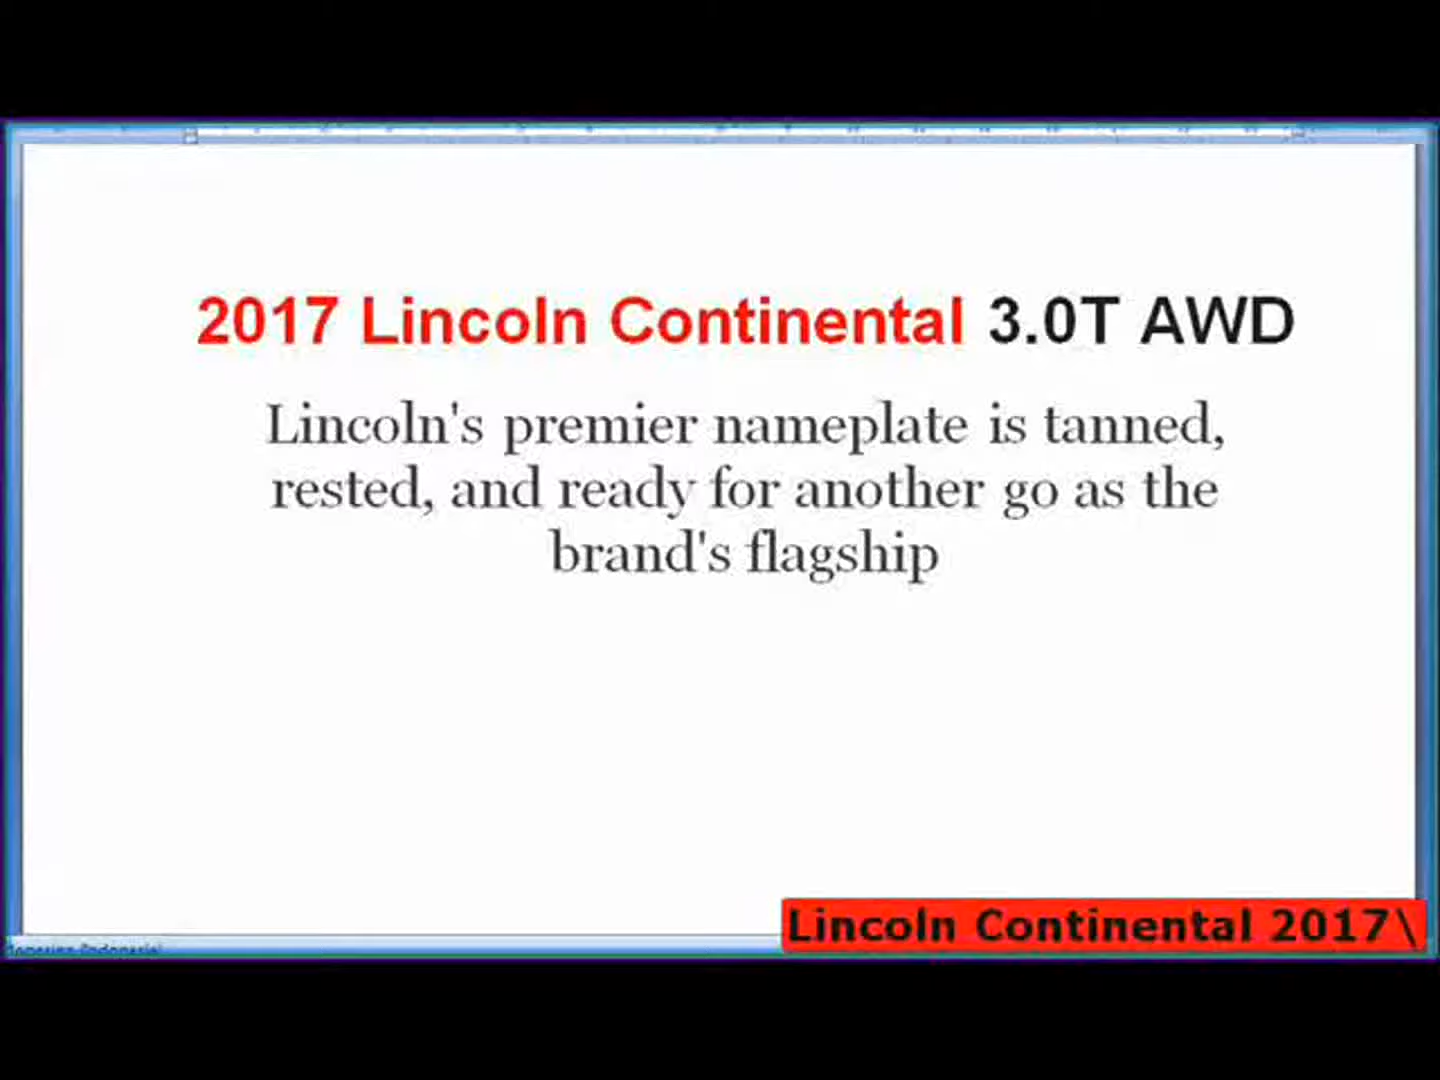 2017 Lincoln Continental 3.0T AWD
Lincoln's premier nameplate is tanned,
rested, and ready for another go as the
brand's flagship
Lincoln Continental 2017\